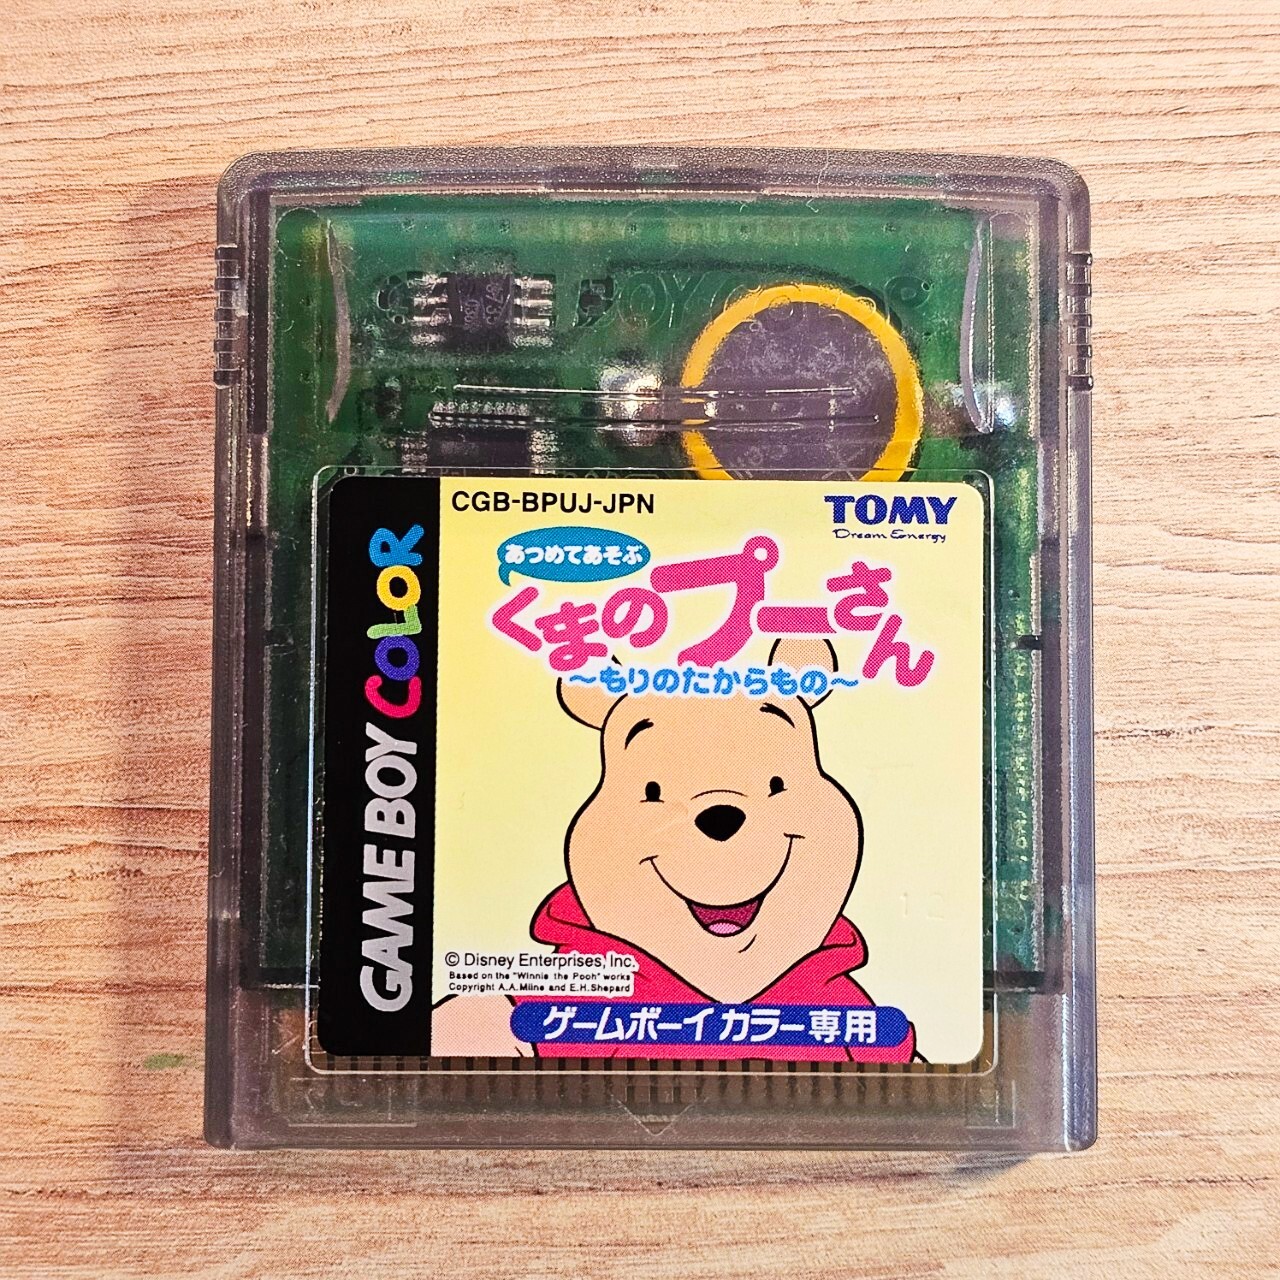 CGB-BPUJ-JPN
TOMY
Dream Energy
あつめてあそぶ
くまのプーさん
～もりのたからもの～
GAME BOY COLOR
© Disney Enterprises, Inc.
Based on the "Winnie the Pooh" works
Copyright A.A.Milne and E.H.Shepard
ゲームボーイカラー専用
12